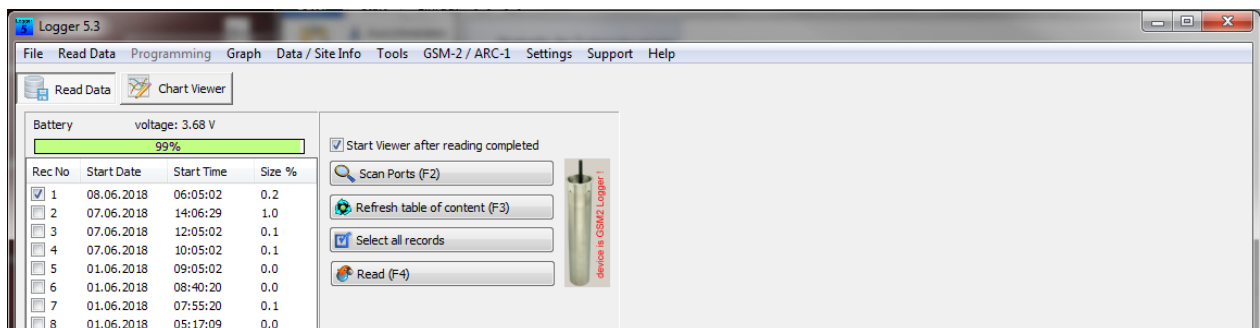 Logger 5.3
File Read Data Programming Graph Data / Site Info Tools GSM-2 / ARC-1 Settings Support Help
Read Data Chart Viewer
Battery voltage: 3.68 V
99%
Rec No Start Date Start Time Size %
1 08.06.2018 06:05:02 0.2
2 07.06.2018 14:06:29 1.0
3 07.06.2018 12:05:02 0.1
4 07.06.2018 10:05:02 0.1
5 01.06.2018 09:05:02 0.0
6 01.06.2018 08:40:20 0.0
7 01.06.2018 07:55:20 0.1
8 01.06.2018 05:17:09 0.0
Start Viewer after reading completed
Scan Ports (F2)
Refresh table of content (F3)
Select all records
Read (F4)
device is GSM2 Logger !